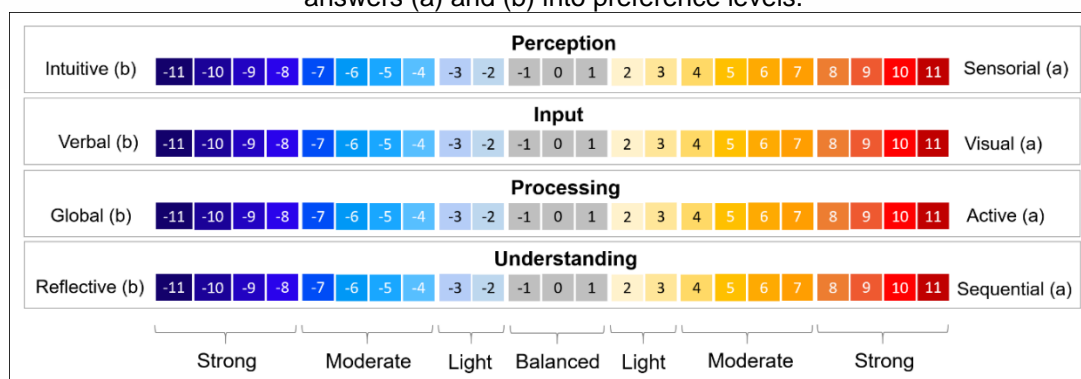 answers (a) and (b) into preference levels.
Perception
Intuitive (b) -11 -10 -9 -8 -7 -6 -5 -4 -3 -2 -1 0 1 2 3 4 5 6 7 8 9 10 11 Sensorial (a)
Input
Verbal (b) -11 -10 -9 -8 -7 -6 -5 -4 -3 -2 -1 0 1 2 3 4 5 6 7 8 9 10 11 Visual (a)
Processing
Global (b) -11 -10 -9 -8 -7 -6 -5 -4 -3 -2 -1 0 1 2 3 4 5 6 7 8 9 10 11 Active (a)
Understanding
Reflective (b) -11 -10 -9 -8 -7 -6 -5 -4 -3 -2 -1 0 1 2 3 4 5 6 7 8 9 10 11 Sequential (a)
Strong Moderate Light Balanced Light Moderate Strong